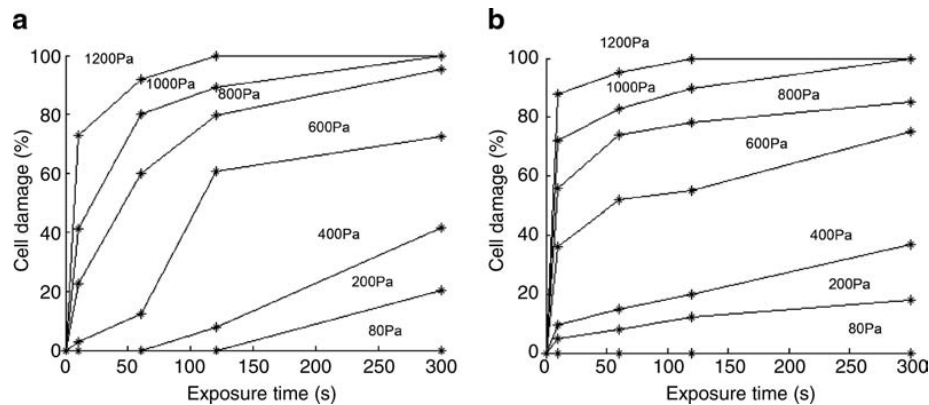 a
Cell damage (%)
100
80
60
40
20
0
1200Pa
1000Pa
800Pa
600Pa
400Pa
200Pa
80Pa
0 50 100 150 200 250 300
Exposure time (s)
b
Cell damage (%)
100
80
60
40
20
0
1200Pa
1000Pa
800Pa
600Pa
400Pa
200Pa
80Pa
0 50 100 150 200 250 3000
Exposure time (s)